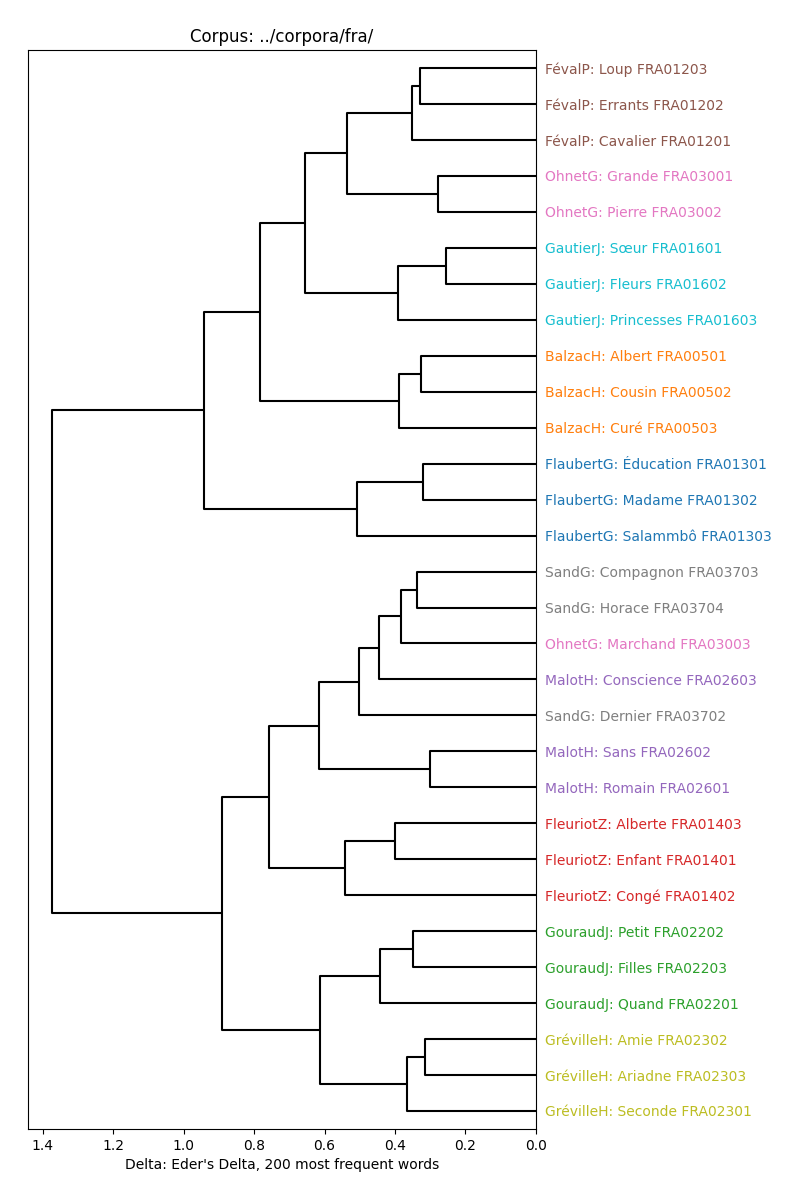 Corpus: ../corpora/fra/
FévalP: Loup FRA01203
FévalP: Errants FRA01202
FévalP: Cavalier FRA01201
OhnetG: Grande FRA03001
OhnetG: Pierre FRA03002
GautierJ: Sœur FRA01601
GautierJ: Fleurs FRA01602
GautierJ: Princesses FRA01603
BalzacH: Albert FRA00501
BalzacH: Cousin FRA00502
BalzacH: Curé FRA00503
FlaubertG: Éducation FRA01301
FlaubertG: Madame FRA01302
FlaubertG: Salammbô FRA01303
SandG: Compagnon FRA03703
SandG: Horace FRA03704
OhnetG: Marchand FRA03003
MalotH: Conscience FRA02603
SandG: Dernier FRA03702
MalotH: Sans FRA02602
MalotH: Romain FRA02601
FleuriotZ: Alberte FRA01403
FleuriotZ: Enfant FRA01401
FleuriotZ: Congé FRA01402
GouraudJ: Petit FRA02202
GouraudJ: Filles FRA02203
GouraudJ: Quand FRA02201
GrévilleH: Amie FRA02302
GrévilleH: Ariadne FRA02303
GrévilleH: Seconde FRA02301
1.4 1.2 1.0 0.8 0.6 0.4 0.2 0.0
Delta: Eder's Delta, 200 most frequent words